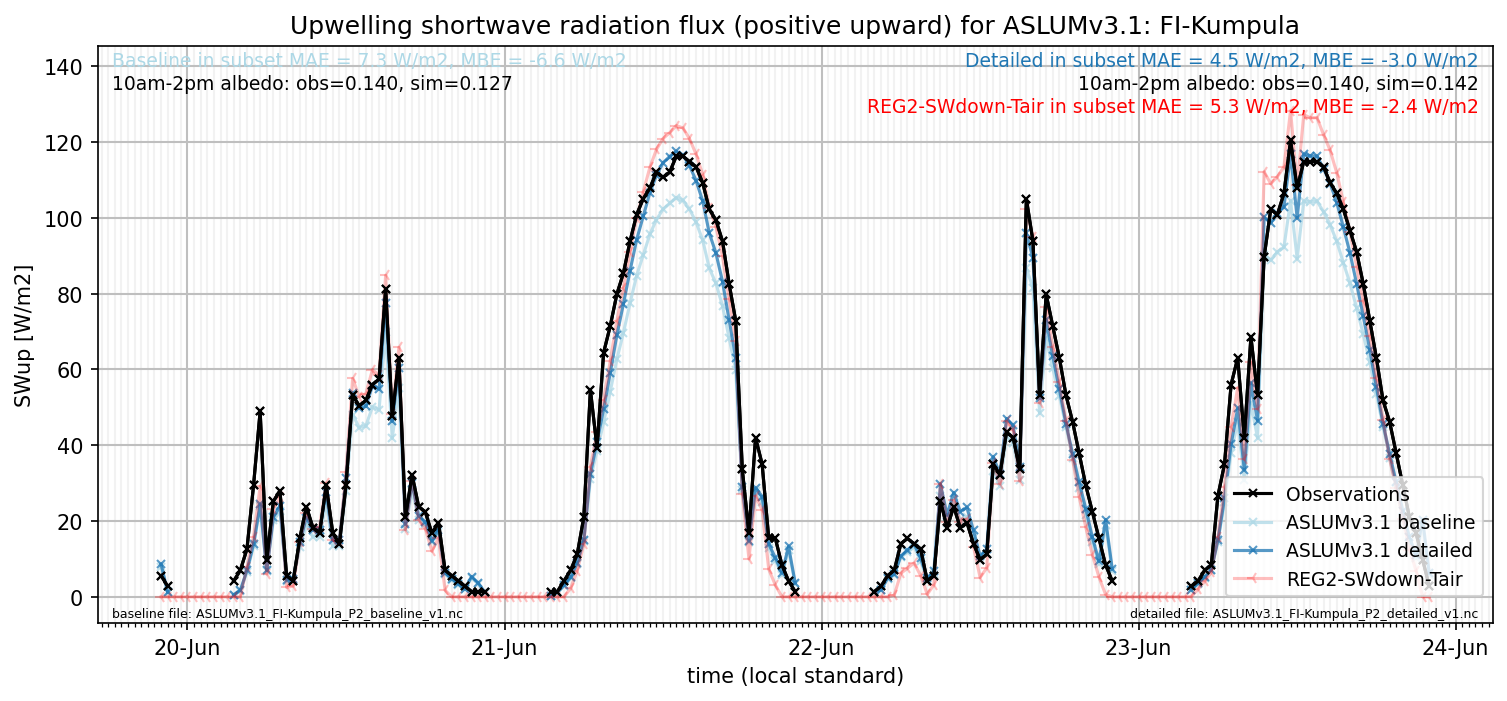 Upwelling shortwave radiation flux (positive upward) for ASLUMv3.1: FI-Kumpula
Baseline in subset MAE = 7.3 W/m2, MBE = -6.6 W/m2
10am-2pm albedo: obs=0.140, sim=0.127
Detailed in subset MAE = 4.5 W/m2, MBE = -3.0 W/m2
10am-2pm albedo: obs=0.140, sim=0.142
REG2-SWdown-Tair in subset MAE = 5.3 W/m2, MBE = -2.4 W/m2
SWup [W/m2]
140
120
100
80
60
40
20
0
Observations
ASLUMv3.1 baseline
ASLUMv3.1 detailed
REG2-SWdown-Tair
baseline file: ASLUMv3.1_FI-Kumpula_P2_baseline_v1.nc
detailed file: ASLUMv3.1_FI-Kumpula_P2_detailed_v1.nc
20-Jun
21-Jun
22-Jun
23-Jun
24-Jun
time (local standard)